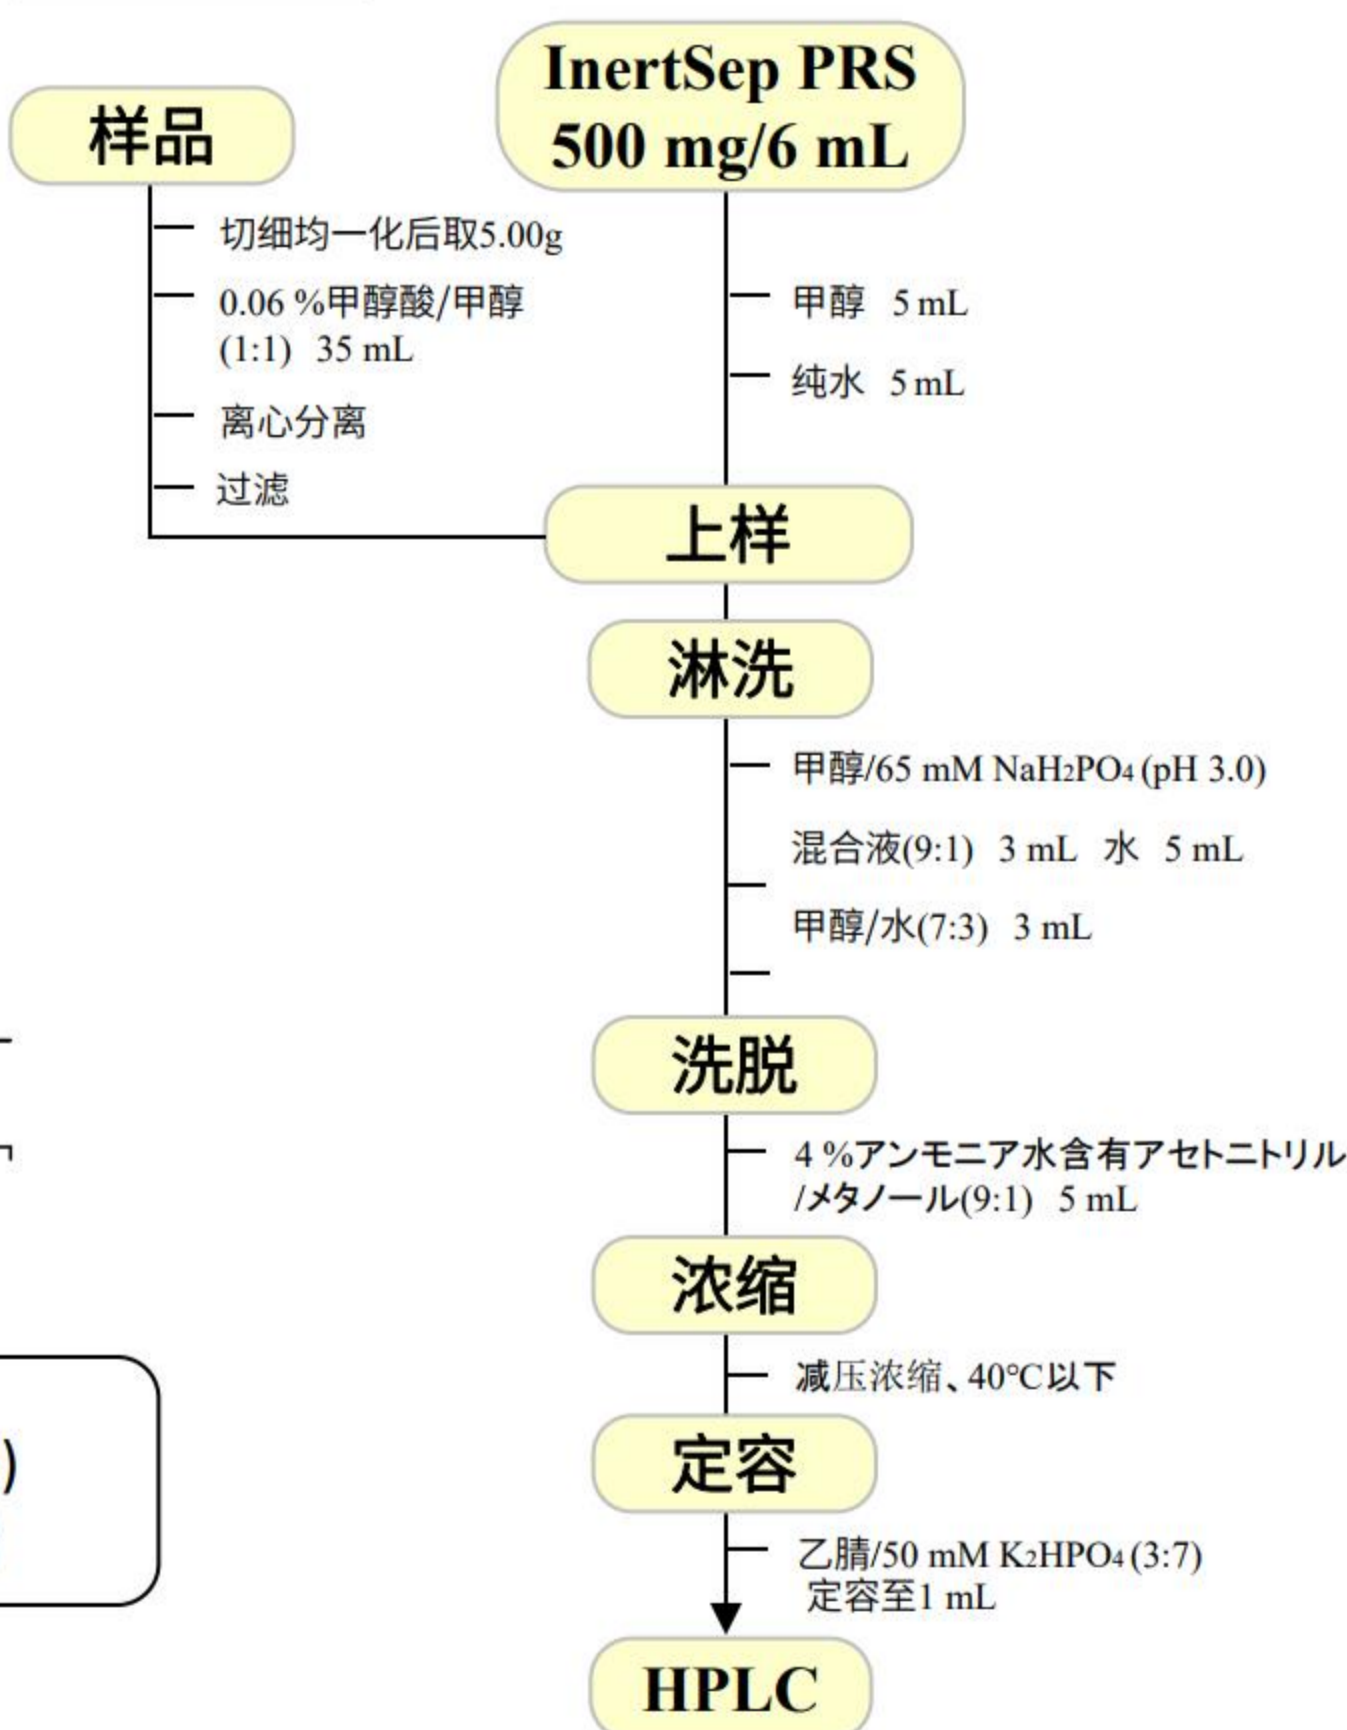 InertSep PRS
500 mg/6 mL
样品
切细均一化后取5.00g
0.06 %甲醇酸/甲醇
(1:1) 35 mL
离心分离
过滤
甲醇 5 mL
纯水 5 mL
上样
淋洗
甲醇/65 mM NaH₂PO₄ (pH 3.0)
混合液(9:1) 3 mL 水 5 mL
甲醇/水(7:3) 3 mL
洗脱
4 %アンモニア水含有アセトニトリル
/メタノール(9:1) 5 mL
浓缩
减压浓缩、40℃以下
定容
乙腈/50 mM K₂HPO₄ (3:7)
定容至1 mL
)
HPLC